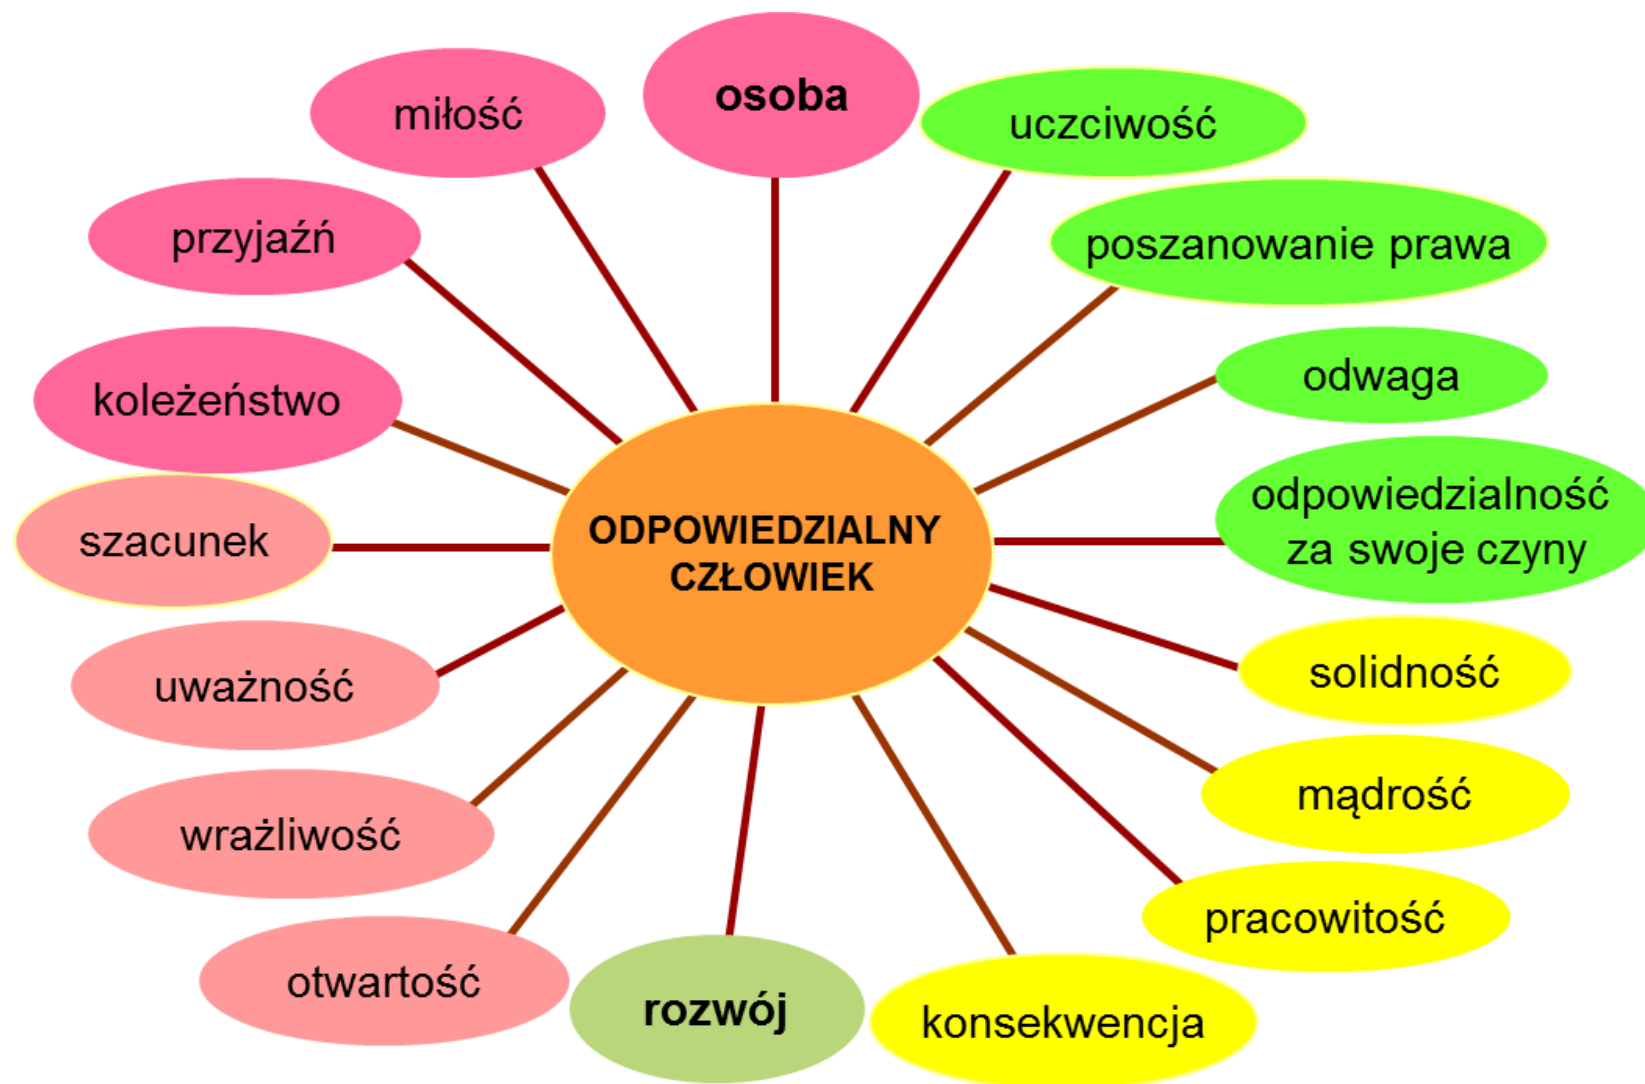 osoba
uczciwość
poszanowanie prawa
odwaga
odpowiedzialność
za swoje czyny
solidność
mądrość
pracowitość
konsekwencja
rozwój
otwartość
wrażliwość
uważność
szacunek
koleżeństwo
przyjaźń
miłość
ODPOWIEDZIALNY
CZŁOWIEK